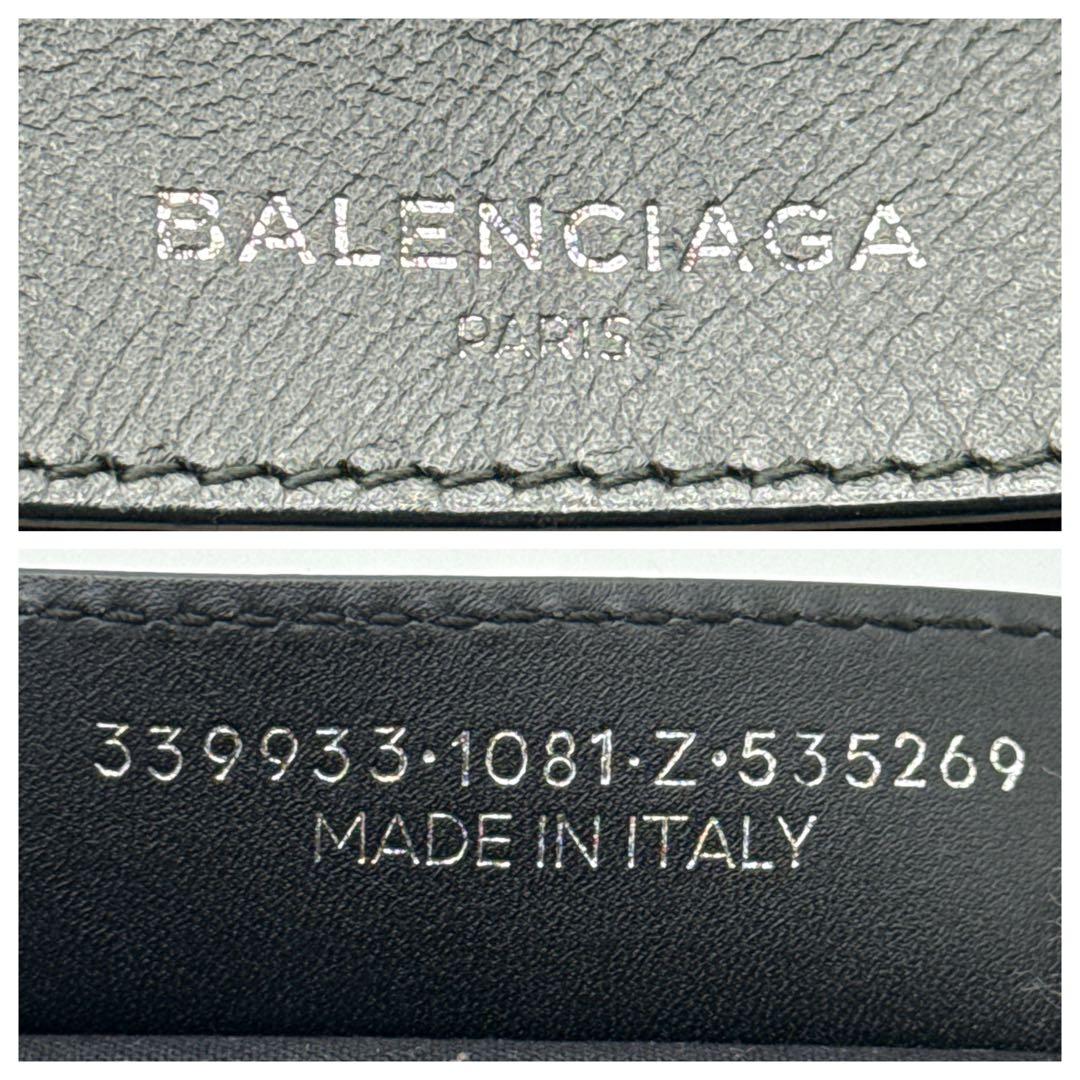 BALENCIAGA
PARIS
339933·1081·Z·535269
MADE IN ITALY